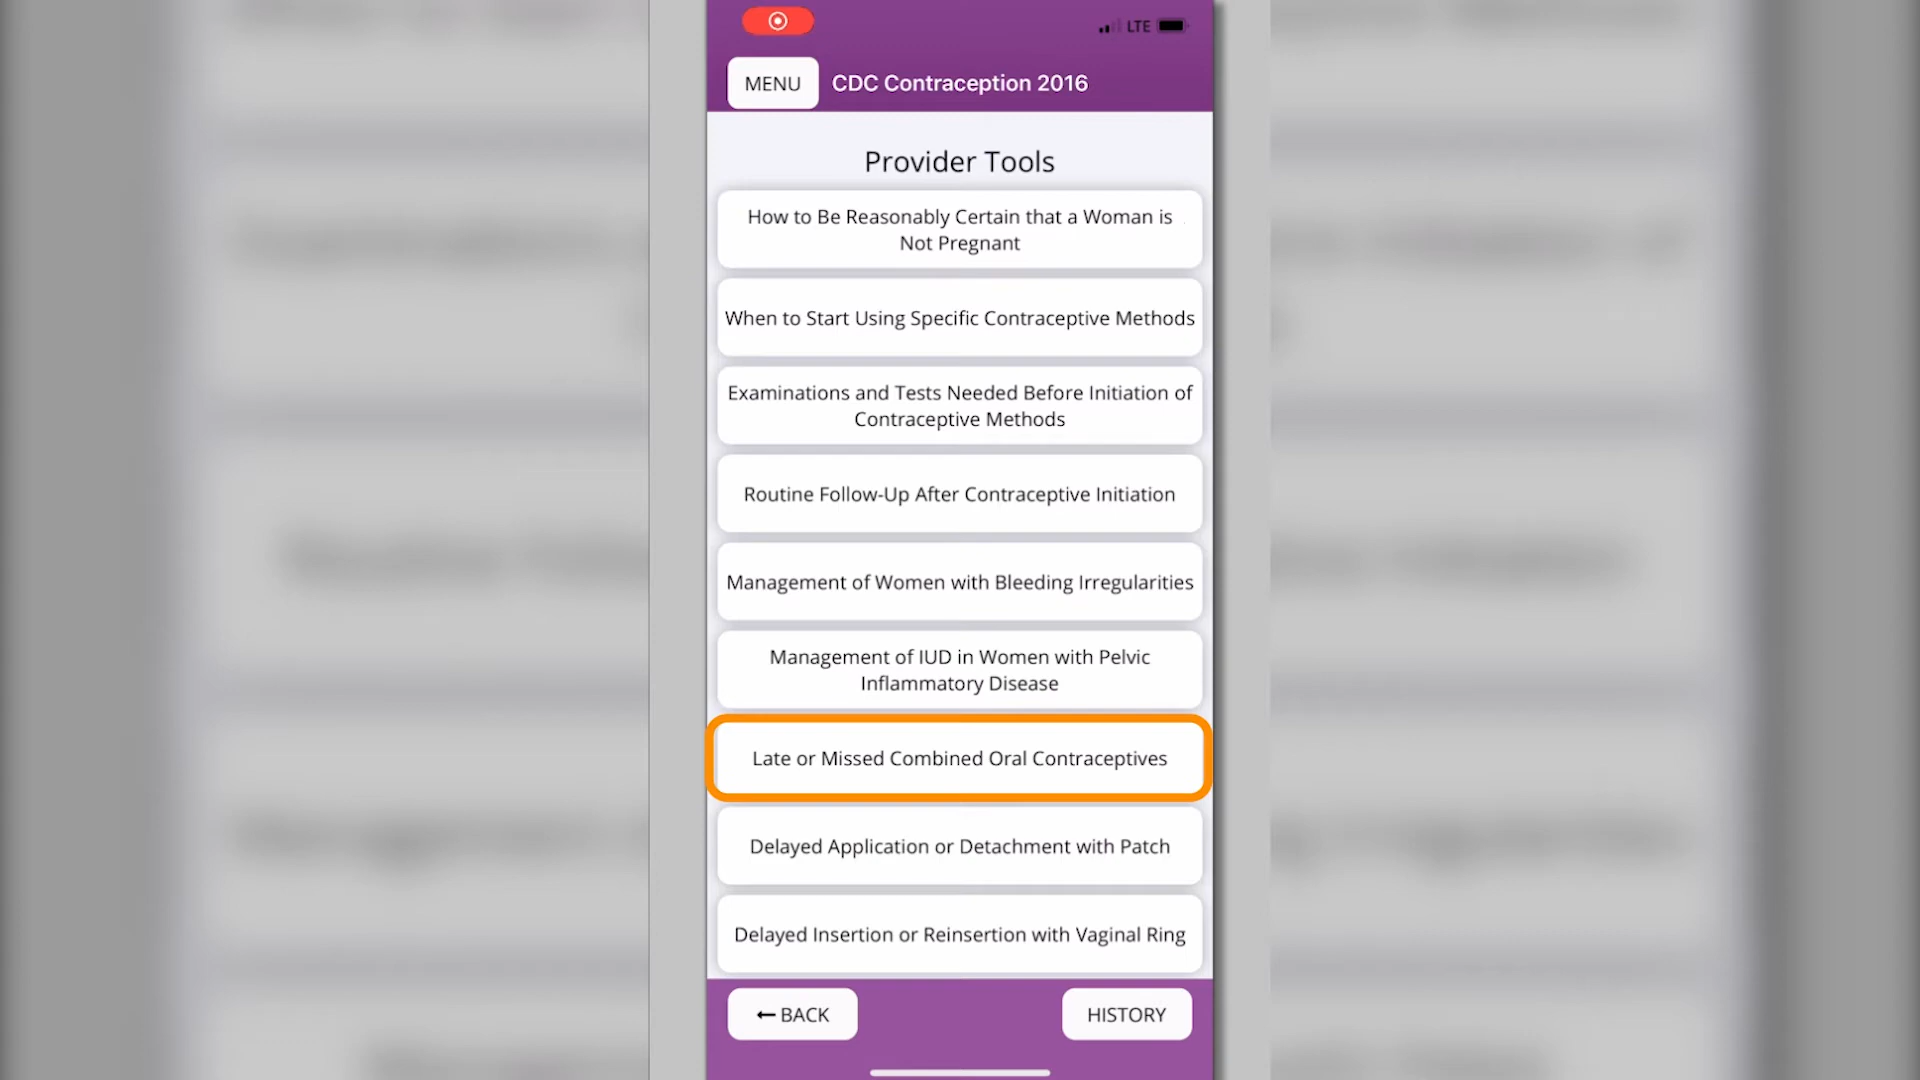 LTE
MENU CDC Contraception 2016
Provider Tools
How to Be Reasonably Certain that a Woman is
Not Pregnant
When to Start Using Specific Contraceptive Methods
Examinations and Tests Needed Before Initiation of
Contraceptive Methods
Routine Follow-Up After Contraceptive Initiation
Management of Women with Bleeding Irregularities
Management of IUD in Women with Pelvic
Inflammatory Disease
Late or Missed Combined Oral Contraceptives
Delayed Application or Detachment with Patch
Delayed Insertion or Reinsertion with Vaginal Ring
← BACK HISTORY